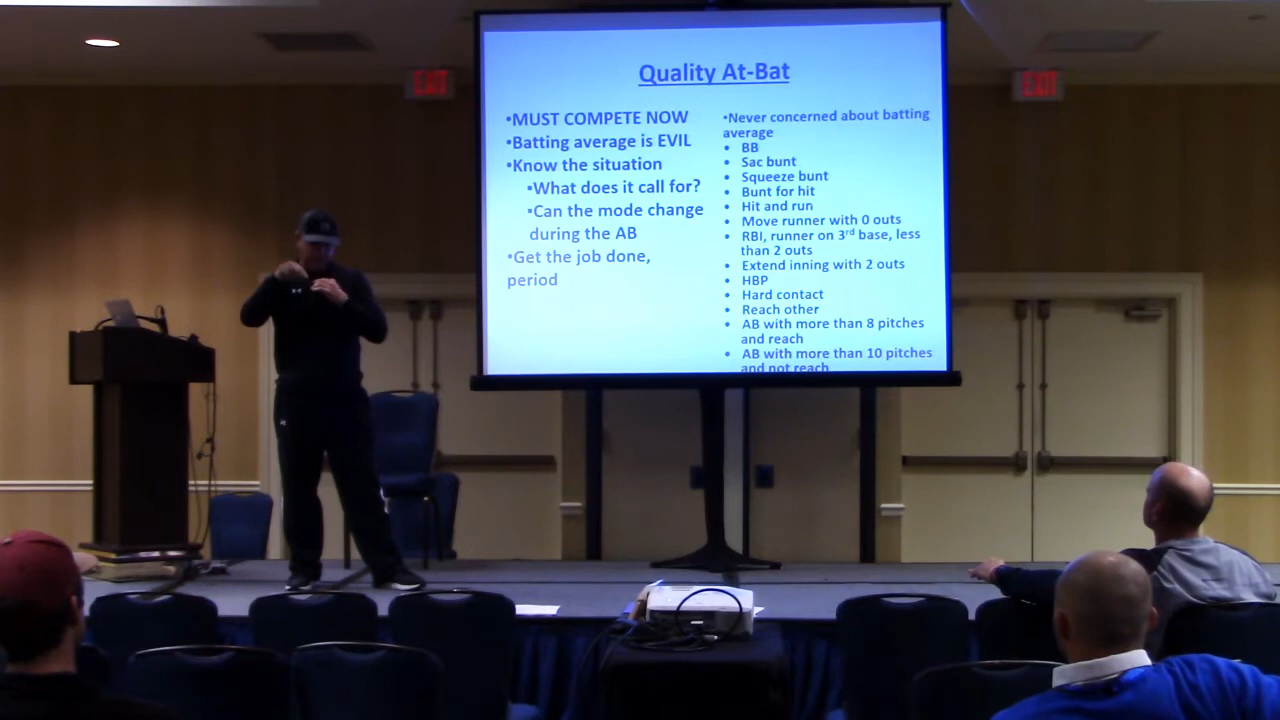 EXIT
EXIT
Quality At-Bat
•MUST COMPETE NOW
•Batting average is EVIL
•Know the situation
•What does it call for?
•Can the mode change
during the AB
•Get the job done,
period
•Never concerned about batting
average
• BB
• Sac bunt
• Squeeze bunt
• Bunt for hit
• Hit and run
• Move runner with 0 outs
• RBI, runner on 3rd base, less
than 2 outs
• Extend inning with 2 outs
• HBP
• Hard contact
• Reach other
• AB with more than 8 pitches
and reach
• AB with more than 10 pitches
and not reach